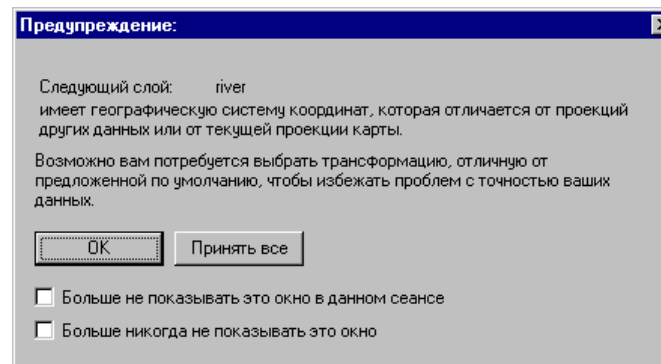 Предупреждение:
Следующий слой: river
имеет географическую систему координат, которая отличается от проекций
других данных или от текущей проекции карты.
Возможно вам потребуется выбрать трансформацию, отличную от
предложенной по умолчанию, чтобы избежать проблем с точностью ваших
данных.
OK Принять все
Больше не показывать это окно в данном сеансе
Больше никогда не показывать это окно